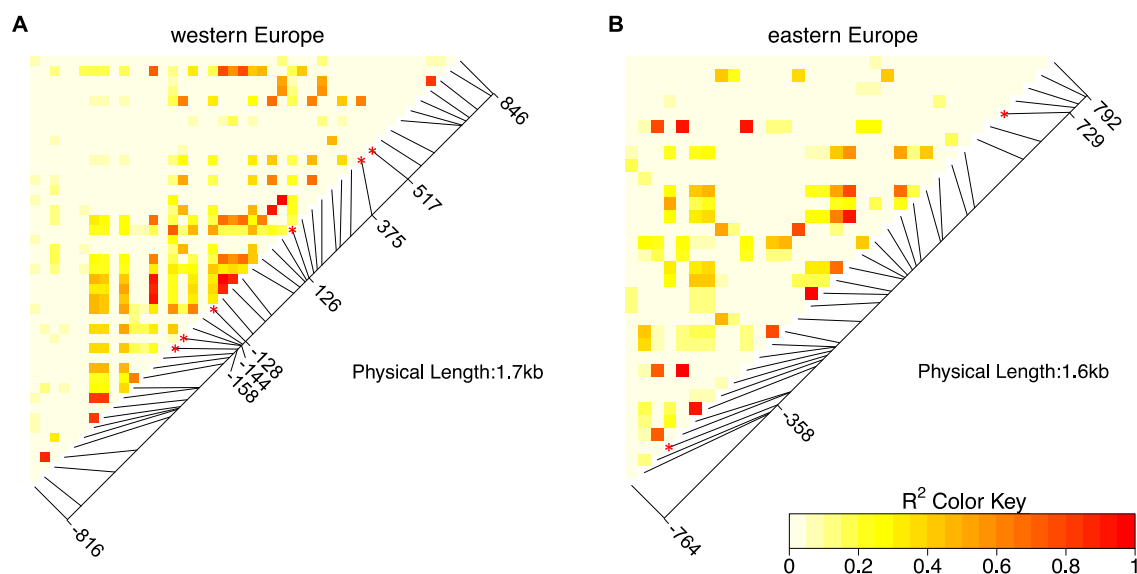 A
western Europe
846
517
375
126
-128
-144
-158
-816
Physical Length:1.7kb
B
eastern Europe
792
729
-358
-764
Physical Length:1.6kb
R² Color Key
0 0.2 0.4 0.6 0.8 1